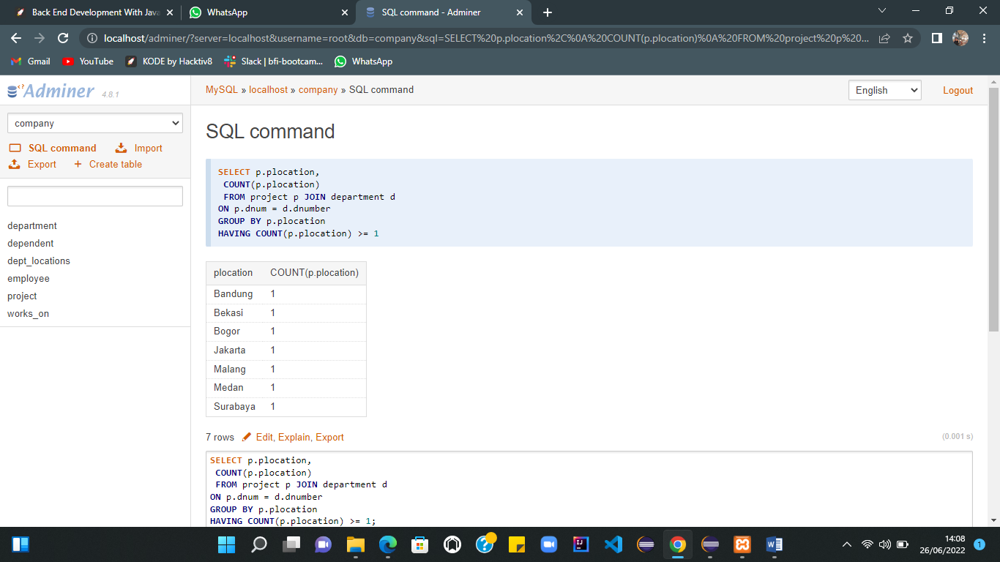 Back End Development With Java
WhatsApp
SQL command - Adminer
localhost/adminer/?server=localhost&username=root&db=company&sql=SELECT%20p.plocation%2C%0A%20COUNT(p.plocation)%0A%20FROM%20project%20p%20...
Gmail
YouTube
KODE by Hacktiv8
Slack | bfi-bootcam...
WhatsApp
Adminer 4.8.1
MySQL » localhost » company » SQL command
English
Logout
company
SQL command
Import
Export
Create table
department
dependent
dept_locations
employee
project
works_on
SQL command
SELECT p.plocation,
COUNT(p.plocation)
FROM project p JOIN department d
ON p.dnum = d.dnumber
GROUP BY p.plocation
HAVING COUNT(p.plocation) >= 1
plocation COUNT(p.plocation)
Bandung 1
Bekasi 1
Bogor 1
Jakarta 1
Malang 1
Medan 1
Surabaya 1
7 rows Edit, Explain, Export (0.001 s)
SELECT p.plocation,
COUNT(p.plocation)
FROM project p JOIN department d
ON p.dnum = d.dnumber
GROUP BY p.plocation
HAVING COUNT(p.plocation) >= 1;
14:08
26/06/2022
1